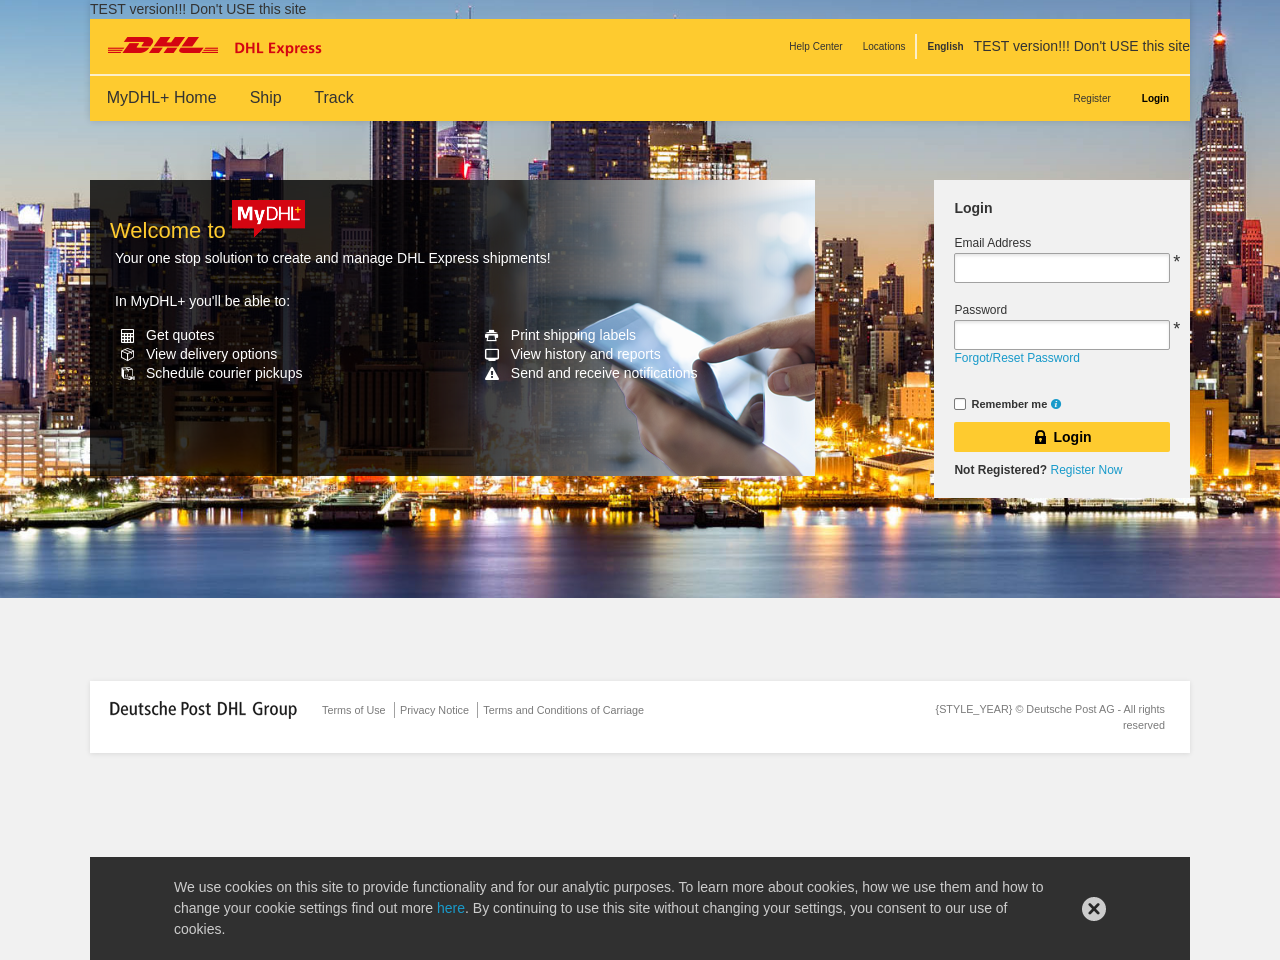 TEST version!!! Don't USE this site
DHL DHL Express
Help Center Locations English TEST version!!! Don't USE this site
MyDHL+ Home Ship Track
Register Login
Welcome to MyDHL+
Your one stop solution to create and manage DHL Express shipments!
In MyDHL+ you'll be able to:
Get quotes
View delivery options
Schedule courier pickups
Print shipping labels
View history and reports
Send and receive notifications
Login
Email Address
*
Password
*
Forgot/Reset Password
Remember me i
Login
Not Registered? Register Now
Deutsche Post DHL Group
Terms of Use Privacy Notice Terms and Conditions of Carriage
{STYLE_YEAR} © Deutsche Post AG - All rights
reserved
We use cookies on this site to provide functionality and for our analytic purposes. To learn more about cookies, how we use them and how to
change your cookie settings find out more here. By continuing to use this site without changing your settings, you consent to our use of
cookies.